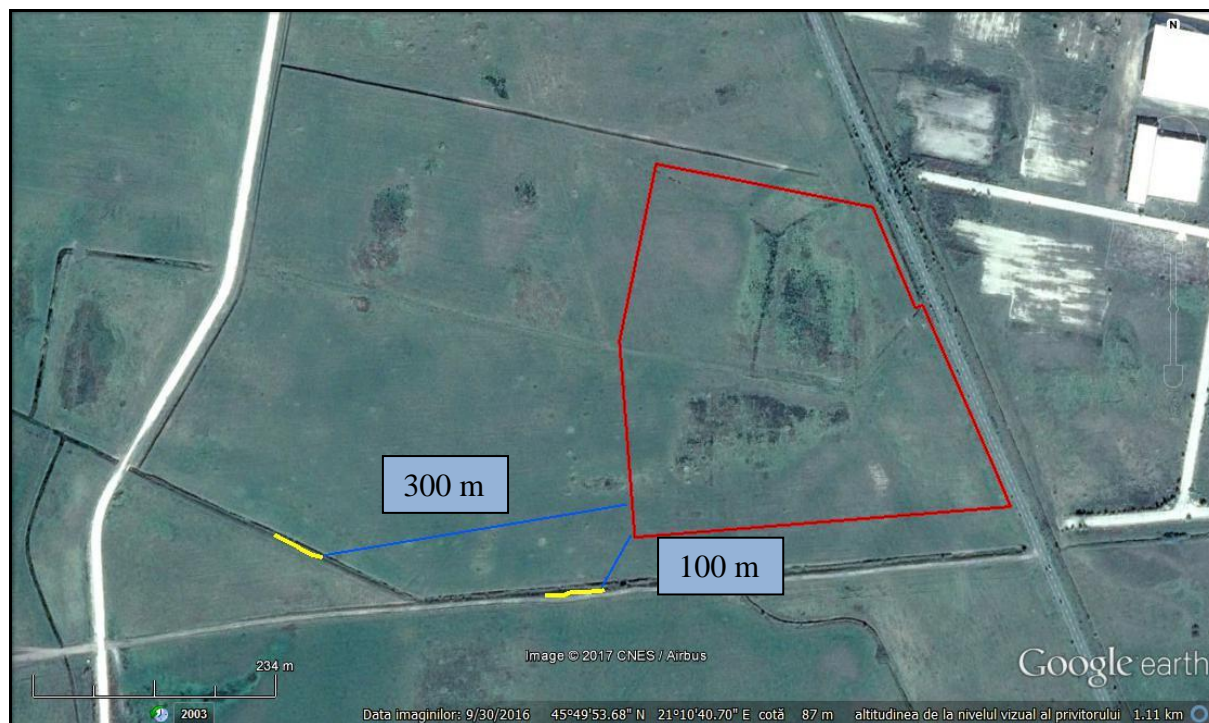 N
300 m
100 m
234 m
Image © 2017 CNES / Airbus
Google earth
2003
Data imaginilor: 9/30/2016 45°49'53.68" N 21°10'40.70" E cotă 87 m altitudinea de la nivelul vizual al privitorului 1.11 km